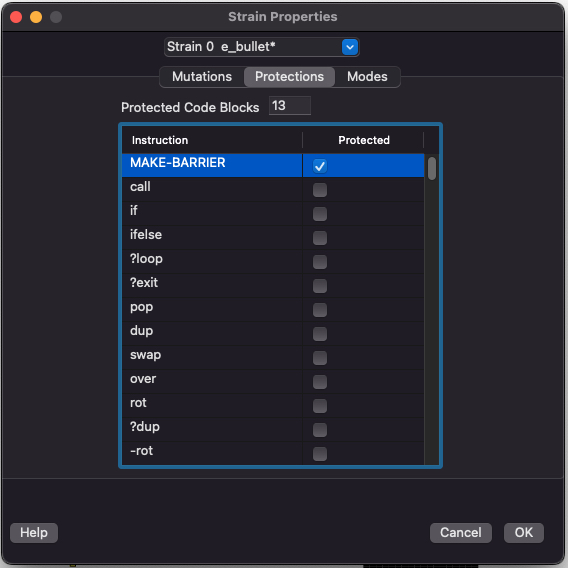 Strain Properties
Strain 0 e_bullet*
Mutations Protections Modes
Protected Code Blocks 13
Instruction Protected
MAKE-BARRIER
call
if
ifelse
?loop
?exit
pop
dup
swap
over
rot
?dup
-rot
Help Cancel OK